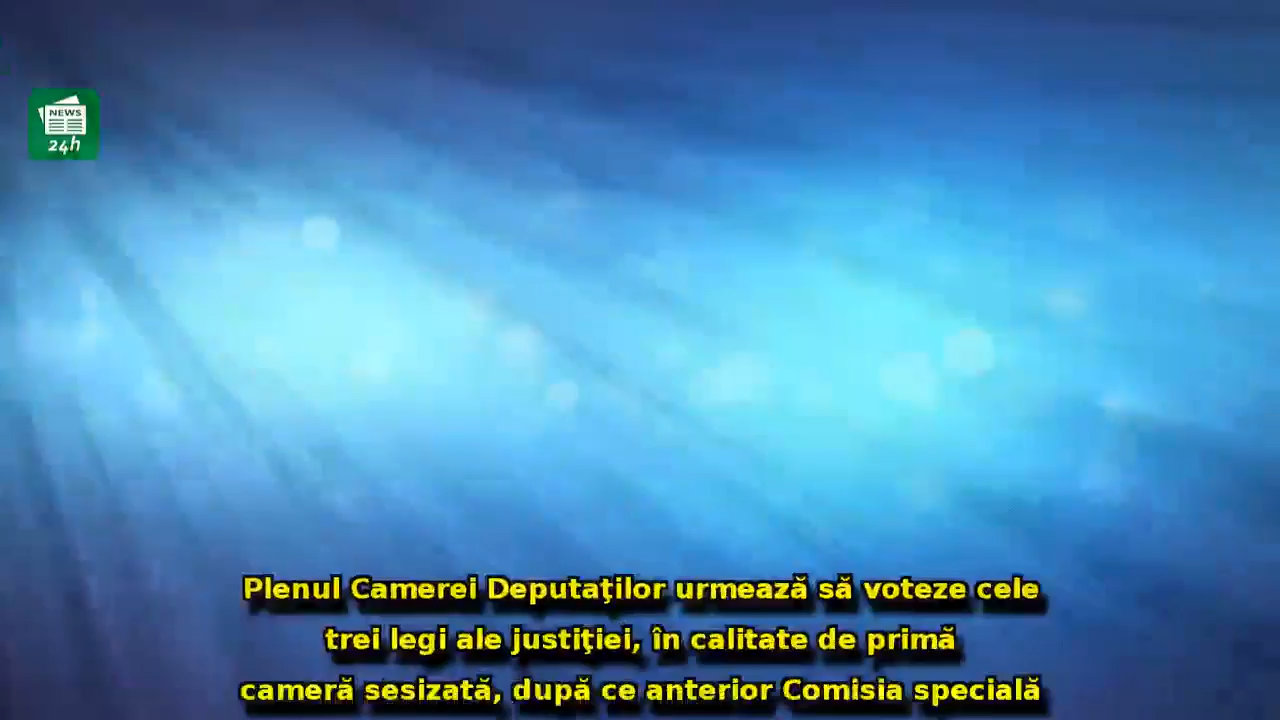 NEWS
24h
Plenul Camerei Deputaţilor urmează să voteze cele
trei legi ale justiţiei, în calitate de primă
cameră sesizată, după ce anterior Comisia specială